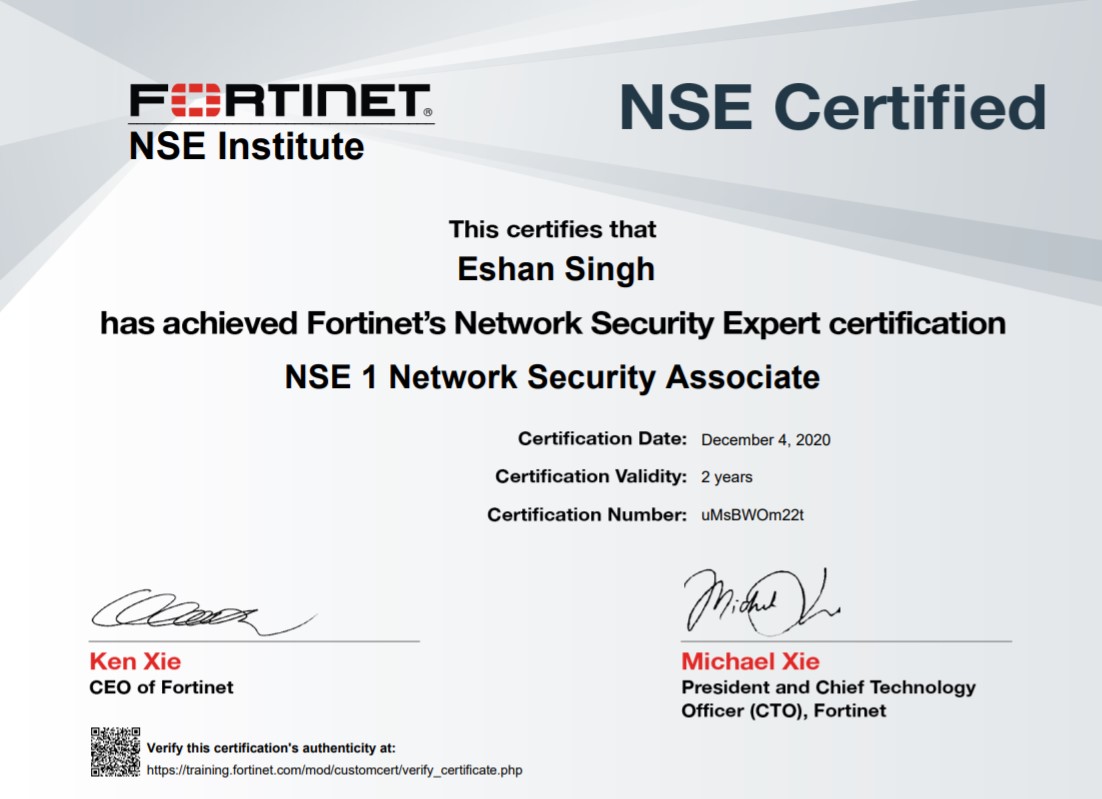 FORTINET®
NSE Institute
NSE Certified
This certifies that
Eshan Singh
has achieved Fortinet's Network Security Expert certification
NSE 1 Network Security Associate
Certification Date: December 4, 2020
Certification Validity: 2 years
Certification Number: uMsBWOm22t
Ken Xie
CEO of Fortinet
Michael Xie
President and Chief Technology
Officer (CTO), Fortinet
Verify this certification's authenticity at:
https://training.fortinet.com/mod/customcert/verify_certificate.php